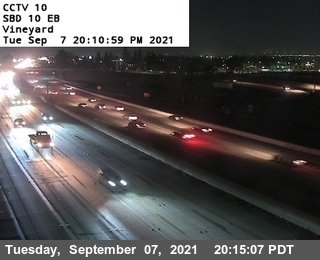 CCTV 10
SBD 10 EB
Vineyard
Tue Sep  7 20:10:59 PM 2021
Tuesday, September 07, 2021  20:15:07 PDT